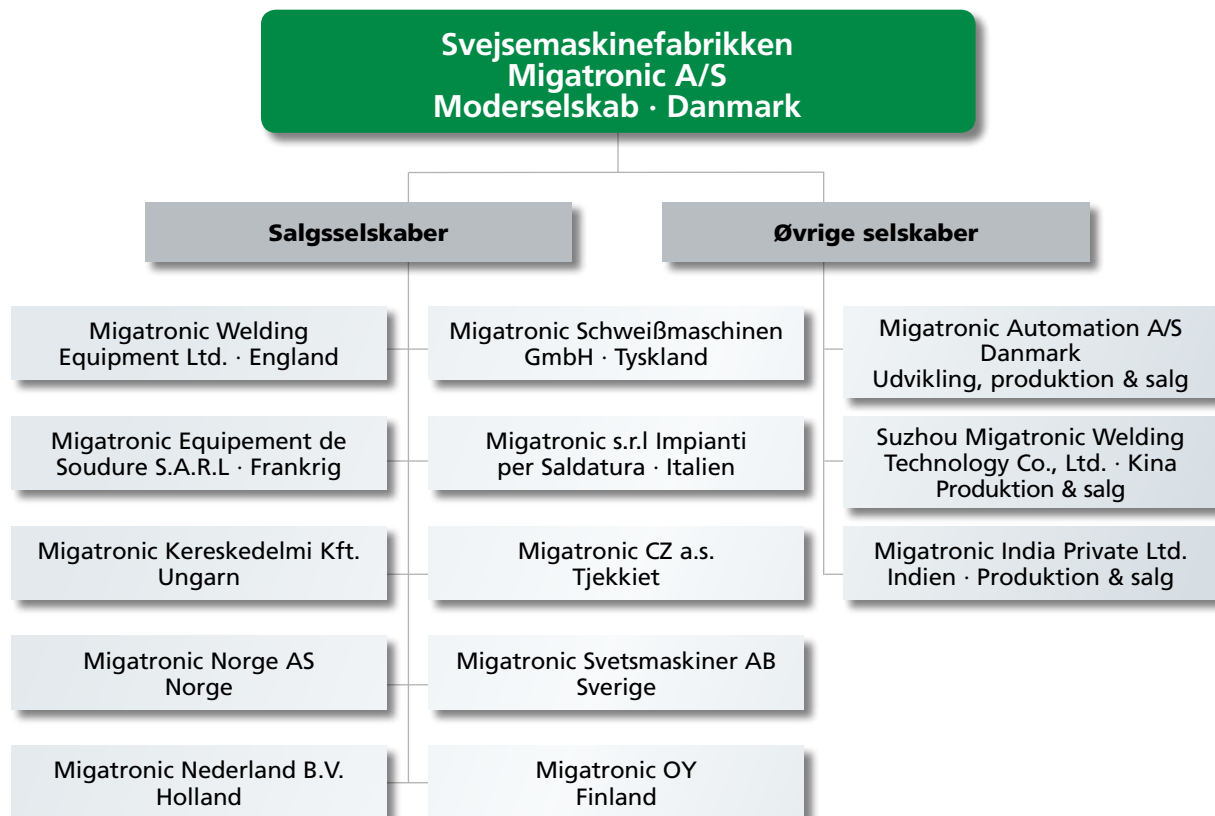 Svejsemaskinefabrikken
Migatronic A/S
Moderselskab · Danmark
Salgsselskaber
Øvrige selskaber
Migatronic Welding
Equipment Ltd. · England
Migatronic Schweißmaschinen
GmbH · Tyskland
Migatronic Automation A/S
Danmark
Udvikling, produktion & salg
Migatronic Equipement de
Soudure S.A.R.L · Frankrig
Migatronic s.r.l Impianti
per Saldatura · Italien
Suzhou Migatronic Welding
Technology Co., Ltd. · Kina
Produktion & salg
Migatronic Kereskedelmi Kft.
Ungarn
Migatronic CZ a.s.
Tjekkiet
Migatronic India Private Ltd.
Indien · Produktion & salg
Migatronic Norge AS
Norge
Migatronic Svetsmaskiner AB
Sverige
Migatronic Nederland B.V.
Holland
Migatronic OY
Finland